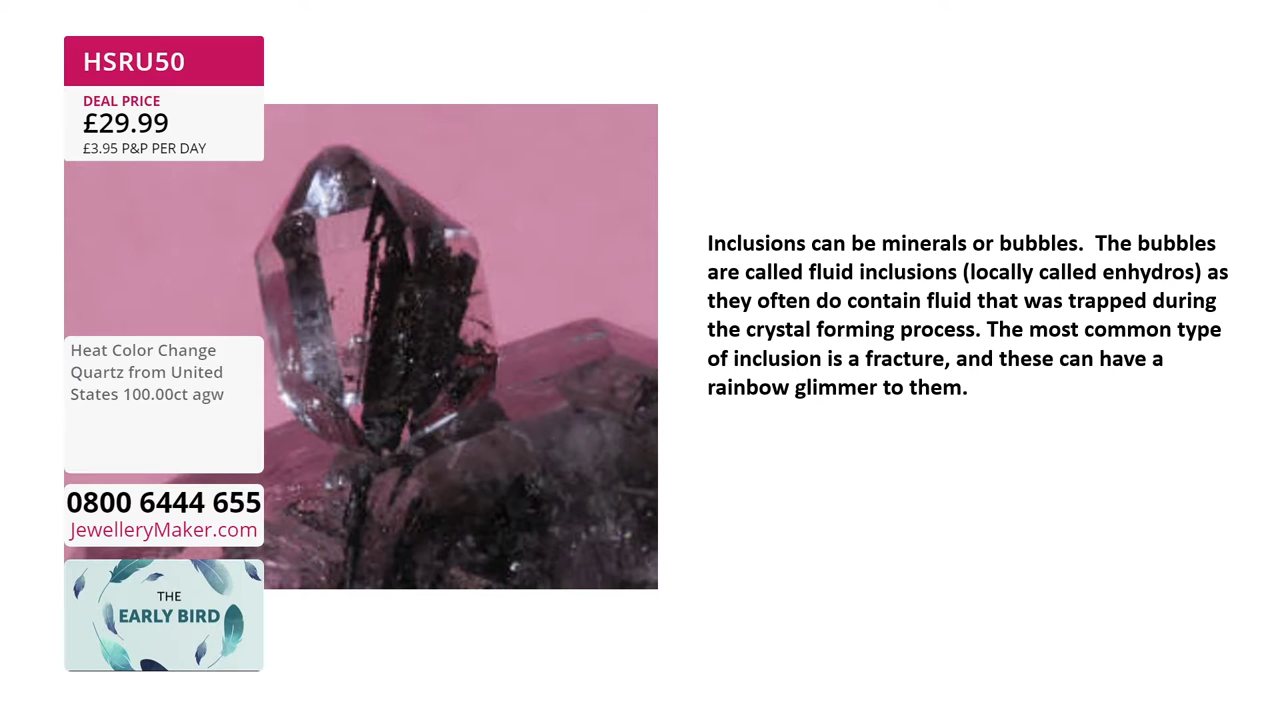 HSRU50
DEAL PRICE
£29.99
£3.95 P&P PER DAY
Heat Color Change
Quartz from United
States 100.00ct agw
0800 6444 655
JewelleryMaker.com
THE
EARLY BIRD
Inclusions can be minerals or bubbles.  The bubbles
are called fluid inclusions (locally called enhydros) as
they often do contain fluid that was trapped during
the crystal forming process. The most common type
of inclusion is a fracture, and these can have a
rainbow glimmer to them.